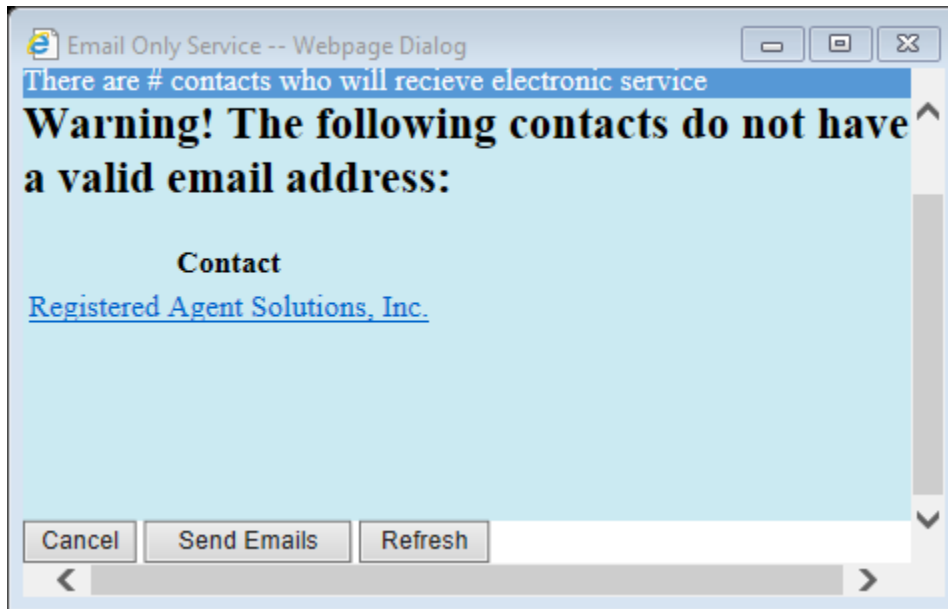 Email Only Service -- Webpage Dialog
There are # contacts who will recieve electronic service
Warning! The following contacts do not have
a valid email address:
Contact
Registered Agent Solutions, Inc.
Cancel Send Emails Refresh